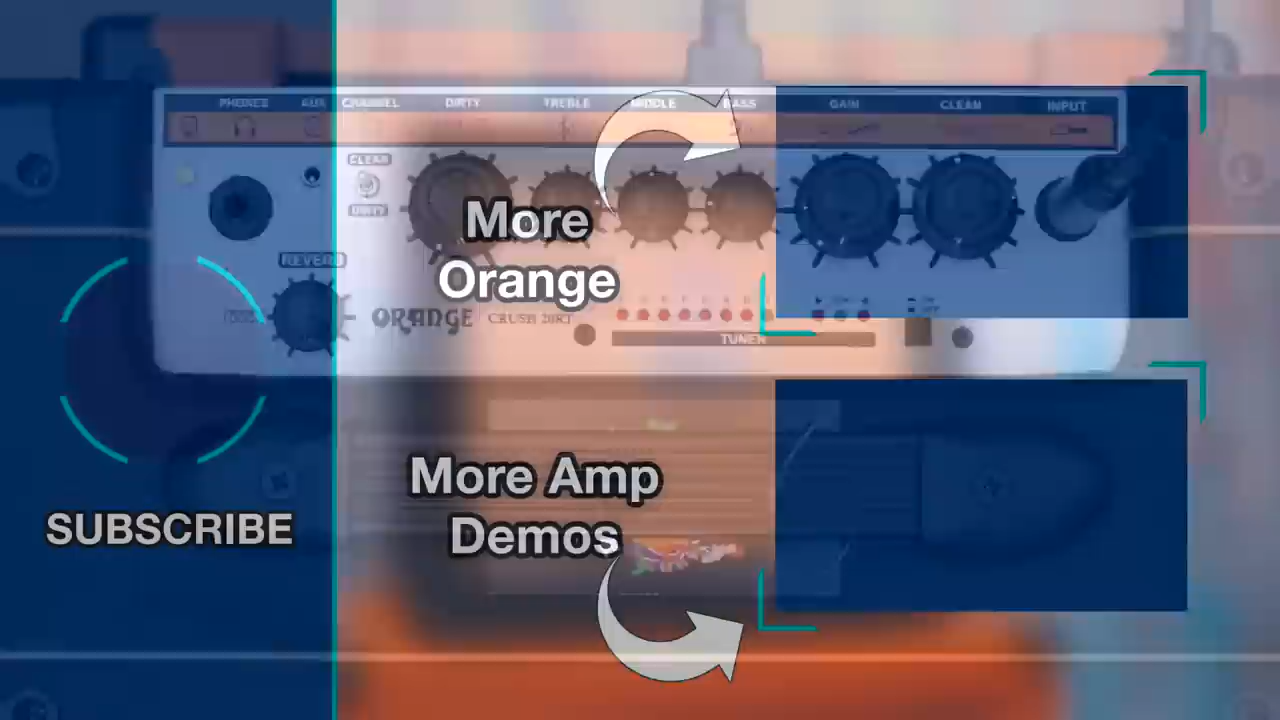 PHONES AUX CHANNEL DIRTY TREBLE MIDDLE BASS GAIN CLEAN INPUT
CLEAN
DIRTY
More
Orange
REVERB
ORANGE CRUSH 20RT
TUNER
More Amp
Demos
SUBSCRIBE